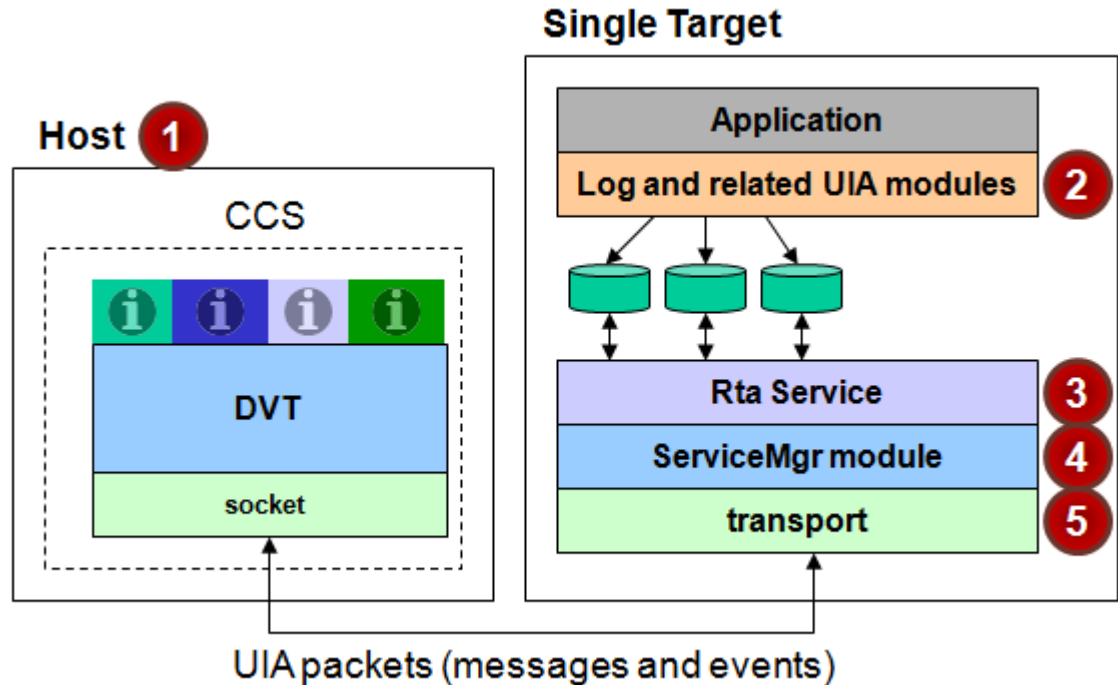 Single Target
Host 1
CCS
i i i i
DVT
socket
Application
Log and related UIA modules 2
Rta Service 3
ServiceMgr module 4
transport 5
UIA packets (messages and events)